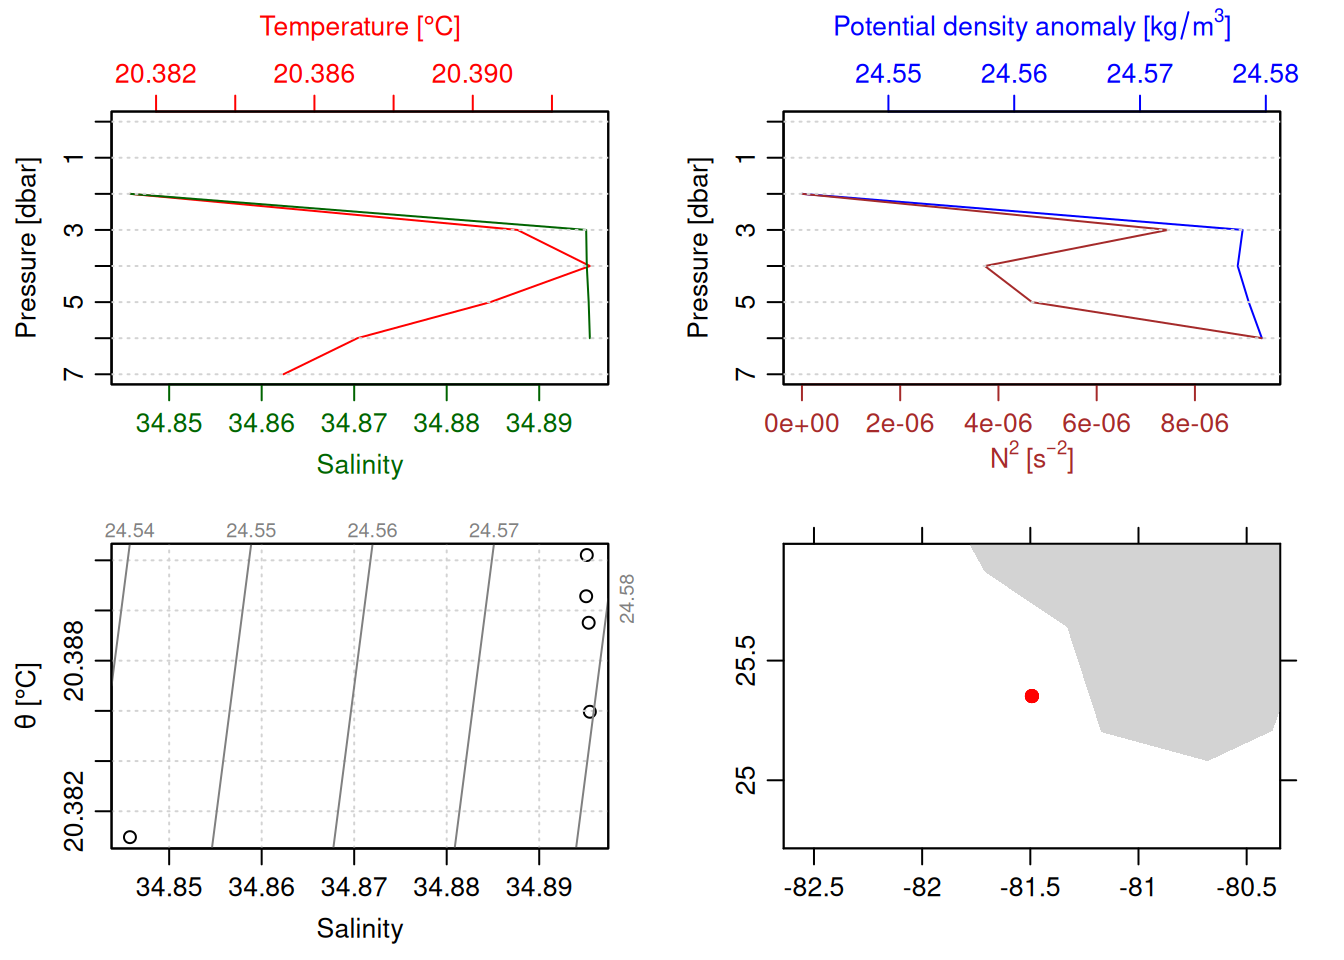 Temperature [°C]
20.382 20.386 20.390
Pressure [dbar]
1
3
5
7
34.85 34.86 34.87 34.88 34.89
Salinity
Potential density anomaly [kg/m³]
24.55 24.56 24.57 24.58
Pressure [dbar]
1
3
5
7
0e+00 2e-06 4e-06 6e-06 8e-06
N² [s⁻²]
24.54 24.55 24.56 24.57
24.58
θ [°C]
20.388
20.382
34.85 34.86 34.87 34.88 34.89
Salinity
25.5
25
-82.5 -82 -81.5 -81 -80.5